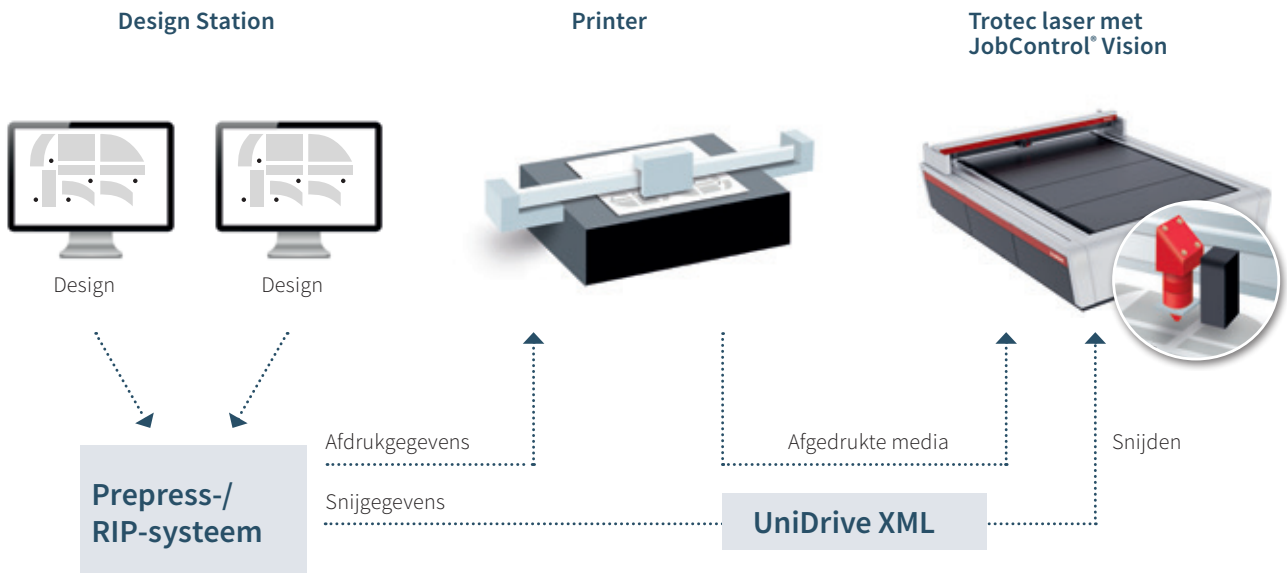 Design Station
Printer
Trotec laser met
JobControl® Vision
Design
Design
Afdrukgegevens
Afgedrukte media
Snijden
Prepress-/
RIP-systeem
Snijgegevens
UniDrive XML